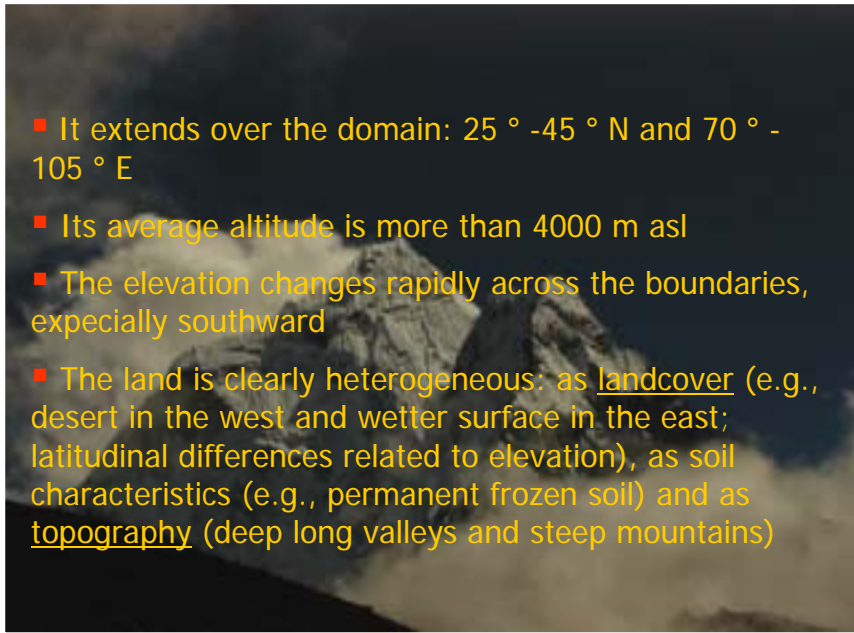 ▪ It extends over the domain: 25 ° -45 ° N and 70 ° -
105 ° E
▪ Its average altitude is more than 4000 m asl
▪ The elevation changes rapidly across the boundaries,
expecially southward
▪ The land is clearly heterogeneous: as landcover (e.g.,
desert in the west and wetter surface in the east;
latitudinal differences related to elevation), as soil
characteristics (e.g., permanent frozen soil) and as
topography (deep long valleys and steep mountains)